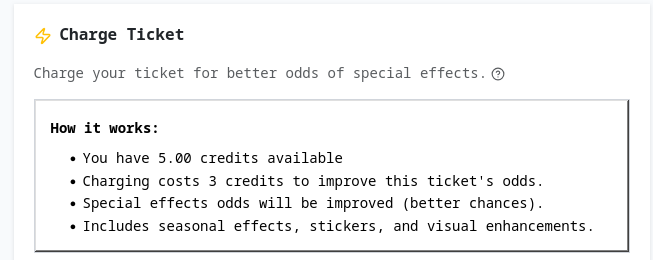 Charge Ticket
Charge your ticket for better odds of special effects.
How it works:
• You have 5.00 credits available
• Charging costs 3 credits to improve this ticket's odds.
• Special effects odds will be improved (better chances).
• Includes seasonal effects, stickers, and visual enhancements.